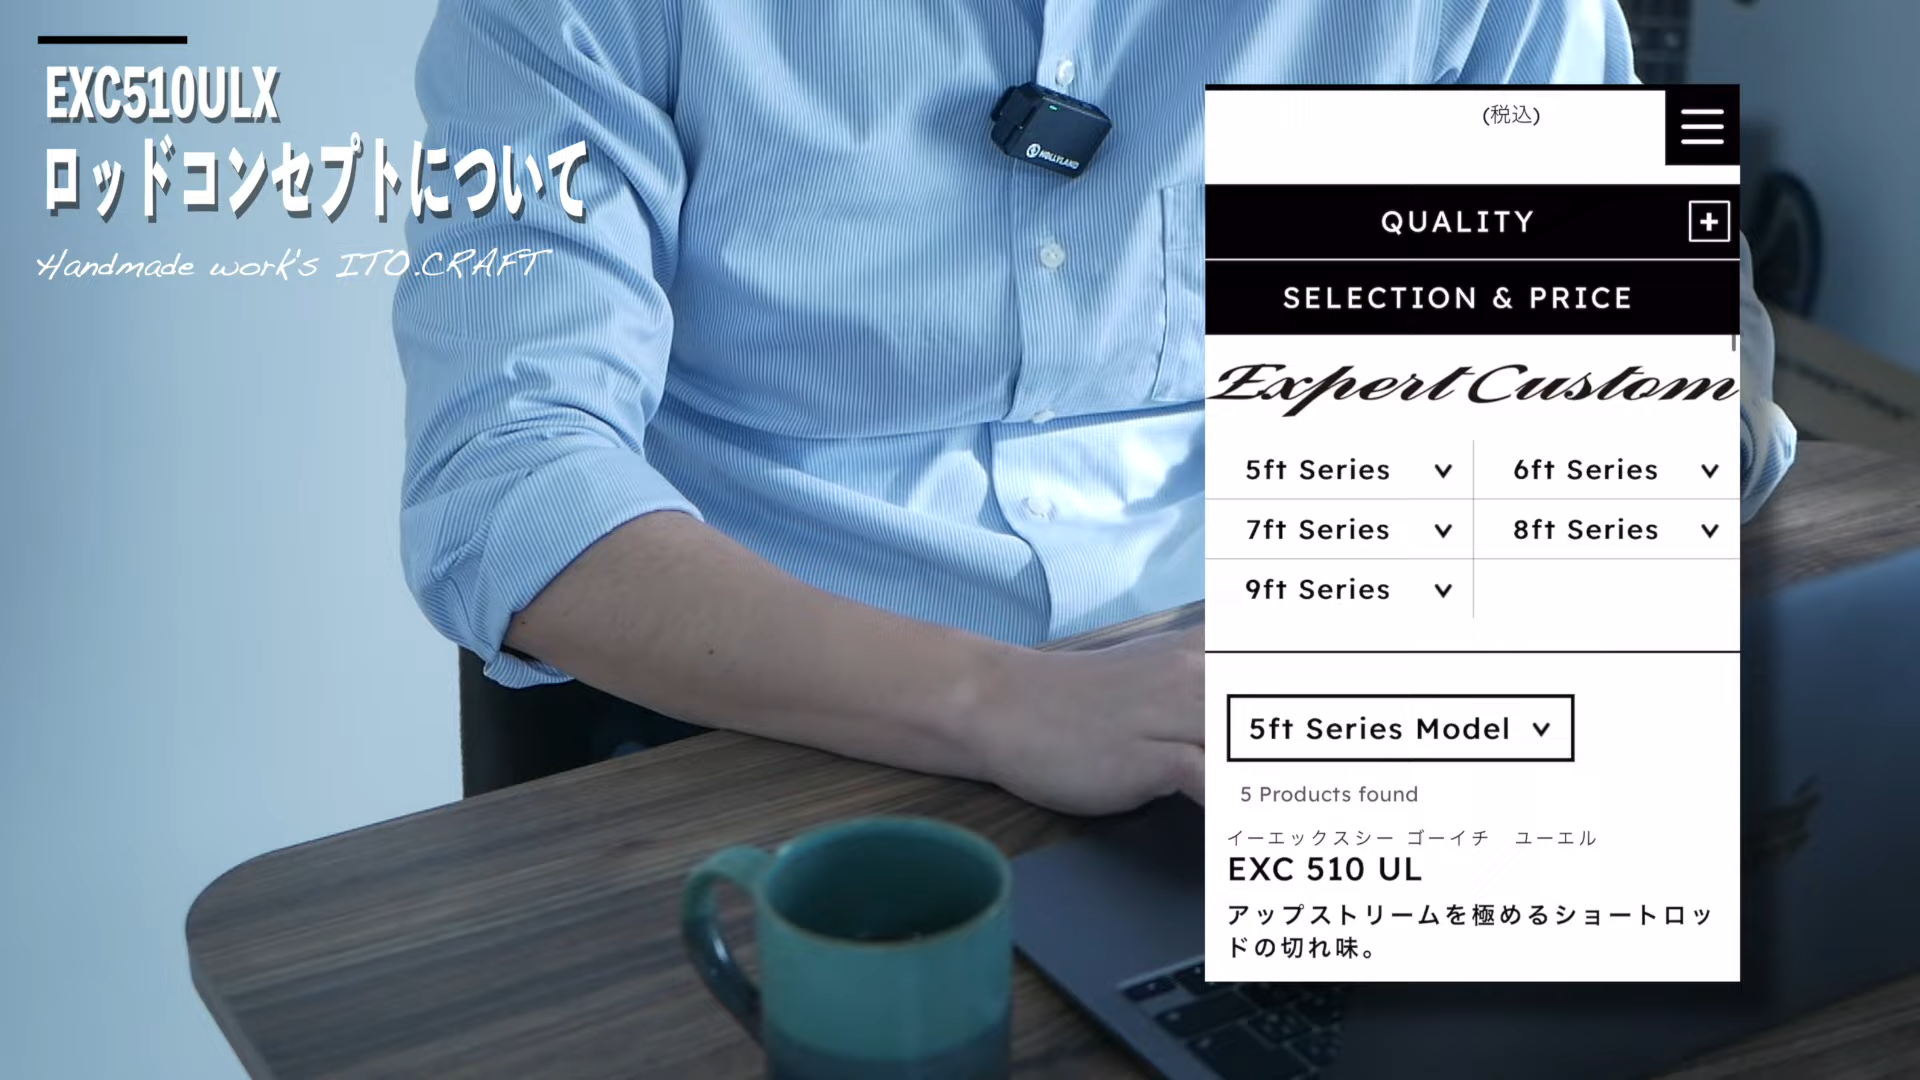 EXC510ULX
ロッドコンセプトについて
Handmade work's ITO.CRAFT
HOLLYLAND
(税込)
QUALITY
SELECTION & PRICE
Expert Custom
5ft Series
6ft Series
7ft Series
8ft Series
9ft Series
5ft Series Model
5 Products found
イーエックスシー ゴーイチ ユーエル
EXC 510 UL
アップストリームを極めるショートロッ
ドの切れ味。